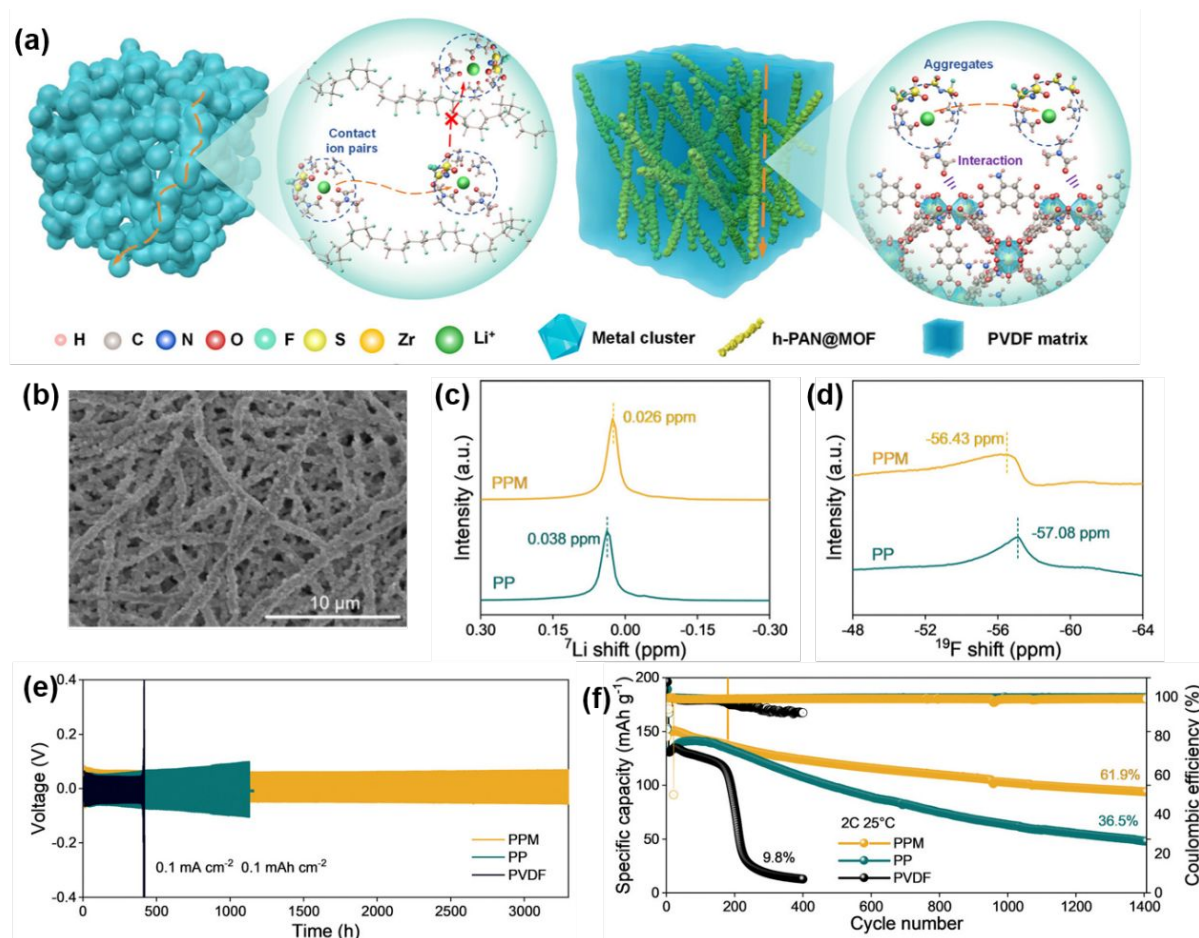 (a)
Contact
ion pairs
Aggregates
Interaction
H C N O F S Zr Li⁺ Metal cluster h-PAN@MOF PVDF matrix
(b)
10 µm
(c)
Intensity (a.u.)
PPM
0.026 ppm
0.038 ppm
PP
0.30 0.15 0.00 -0.15 -0.30
⁷Li shift (ppm)
(d)
Intensity (a.u.)
-56.43 ppm
PPM
-57.08 ppm
PP
-48 -52 -56 -60 -64
¹⁹F shift (ppm)
(e)
Voltage (V)
0.4
0.2
0.0
-0.2
-0.4
0.1 mA cm⁻² 0.1 mAh cm⁻²
PPM
PP
PVDF
0 500 1000 1500 2000 2500 3000
Time (h)
(f)
Specific capacity (mAh g⁻¹)
200
150
100
50
0
61.9%
36.5%
9.8%
2C 25°C
PPM
PP
PVDF
0 200 400 600 800 1000 1200 1400
Cycle number
100
80
60
40
20
0
Coulombic efficiency (%)